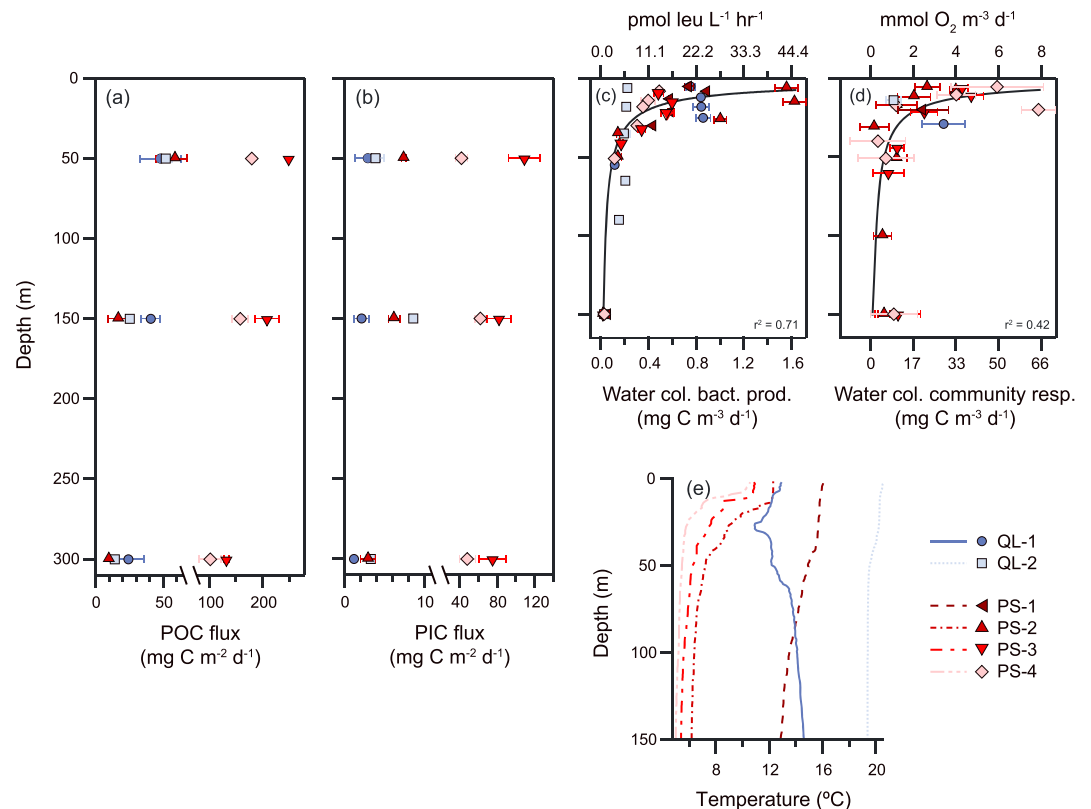 pmol leu L⁻¹ hr⁻¹
mmol O₂ m⁻³ d⁻¹
0.0 11.1 22.2 33.3 44.4
0 2 4 6 8
0
50
100
150
200
250
300
Depth (m)
(a)
(b)
(c)
(d)
r² = 0.71
r² = 0.42
0.0 0.4 0.8 1.2 1.6
0 17 33 50 66
Water col. bact. prod.
(mg C m⁻³ d⁻¹)
Water col. community resp.
(mg C m⁻³ d⁻¹)
0 50 100 200
POC flux
(mg C m⁻² d⁻¹)
0 10 40 80 120
PIC flux
(mg C m⁻² d⁻¹)
(e)
0
50
100
150
Depth (m)
8 12 16 20
Temperature (ºC)
QL-1
QL-2
PS-1
PS-2
PS-3
PS-4